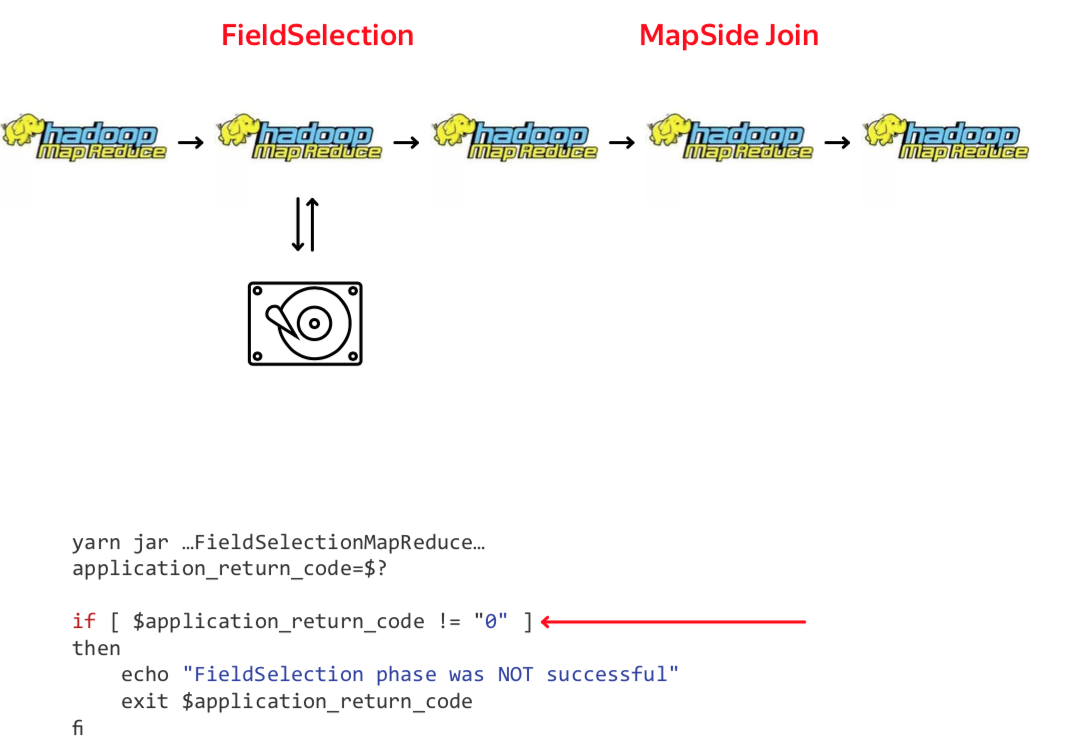 FieldSelection MapSide Join
hadoop hadoop hadoop hadoop hadoop
MapReduce MapReduce MapReduce MapReduce MapReduce
yarn jar …FieldSelectionMapReduce…
application_return_code=$?
if [ $application_return_code != "0" ]
then
    echo "FieldSelection phase was NOT successful"
    exit $application_return_code
fi